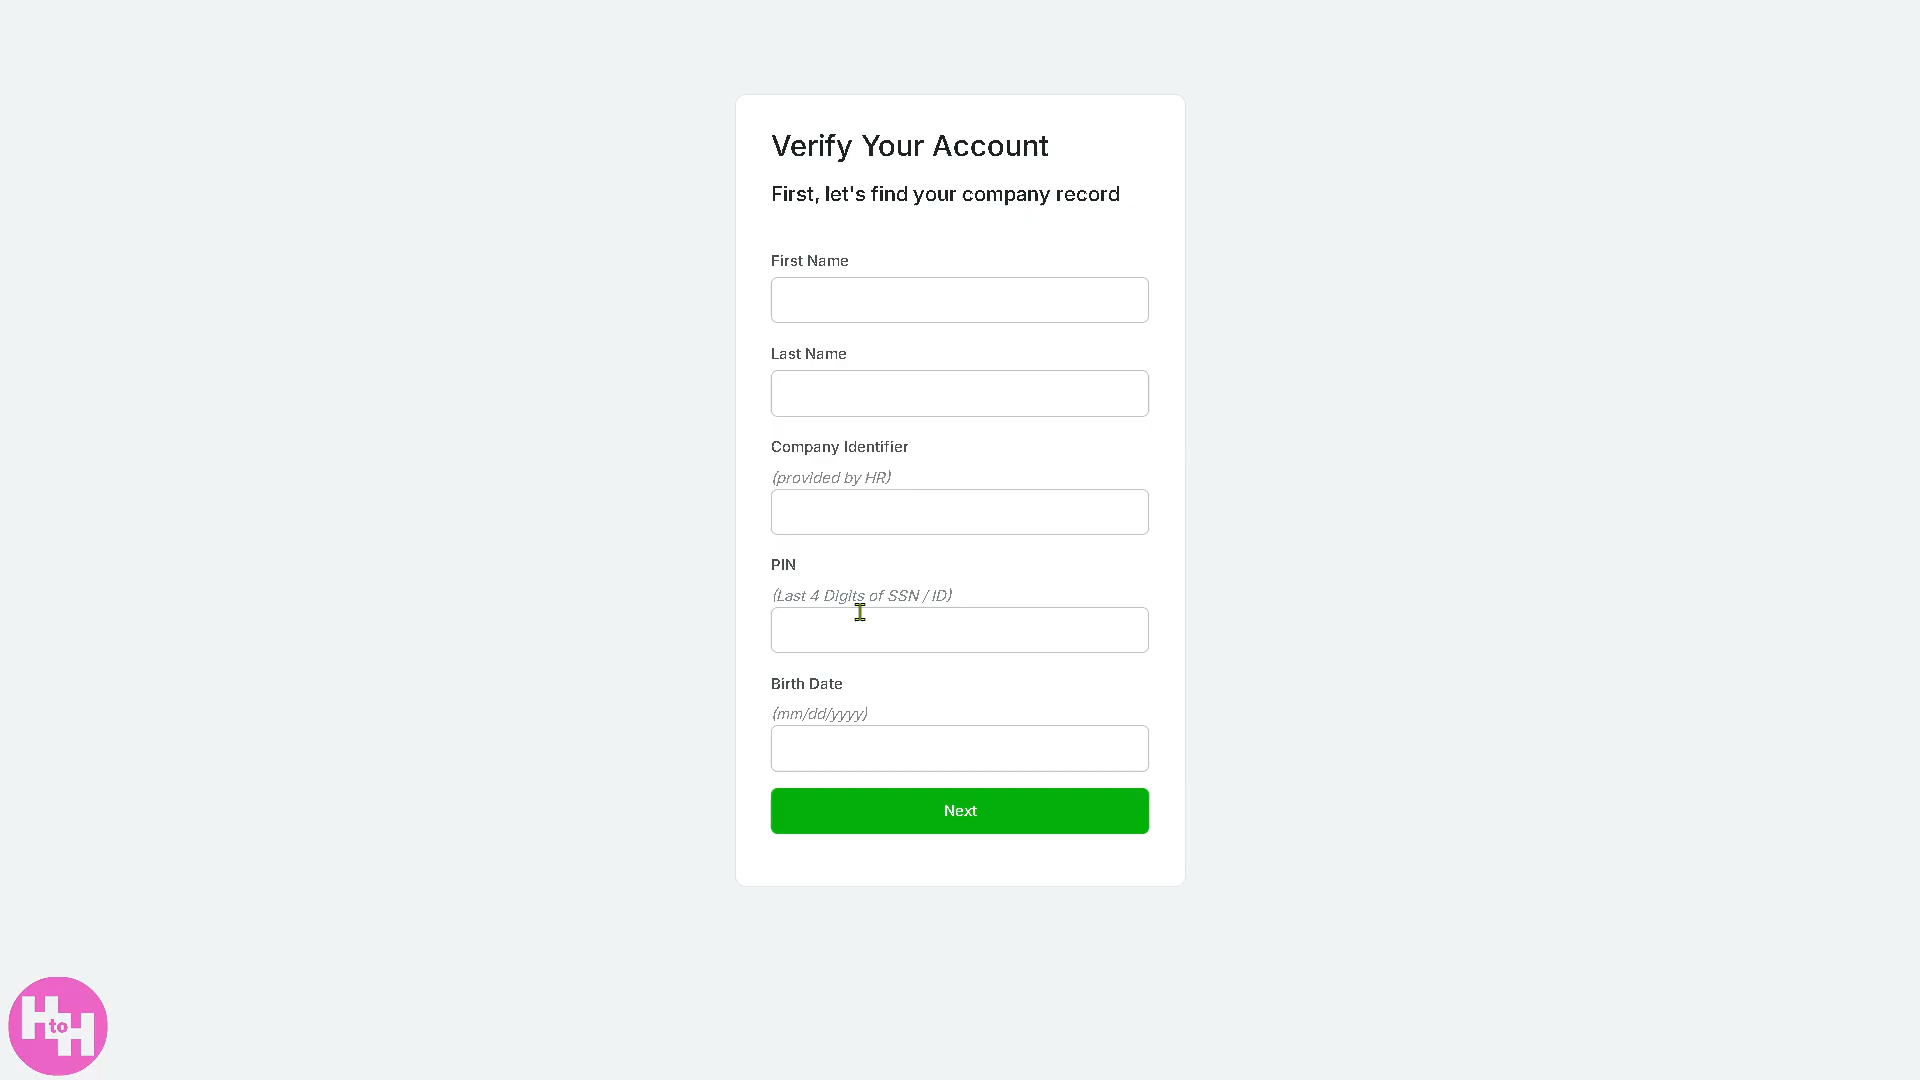 Verify Your Account
First, let's find your company record
First Name
Last Name
Company Identifier
(provided by HR)
PIN
(Last 4 Digits of SSN / ID)
Birth Date
(mm/dd/yyyy)
Next
H to H